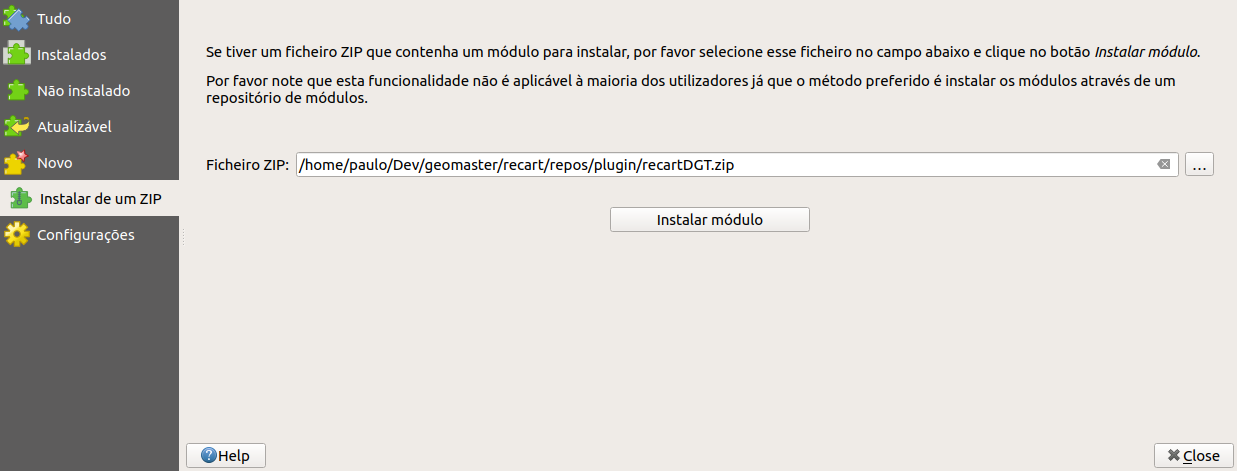 Tudo
Instalados
Não instalado
Atualizável
Novo
Instalar de um ZIP
Configurações
Se tiver um ficheiro ZIP que contenha um módulo para instalar, por favor selecione esse ficheiro no campo abaixo e clique no botão Instalar módulo.
Por favor note que esta funcionalidade não é aplicável à maioria dos utilizadores já que o método preferido é instalar os módulos através de um
repositório de módulos.
Ficheiro ZIP: /home/paulo/Dev/geomaster/recart/repos/plugin/recartDGT.zip ...
Instalar módulo
Help
Close